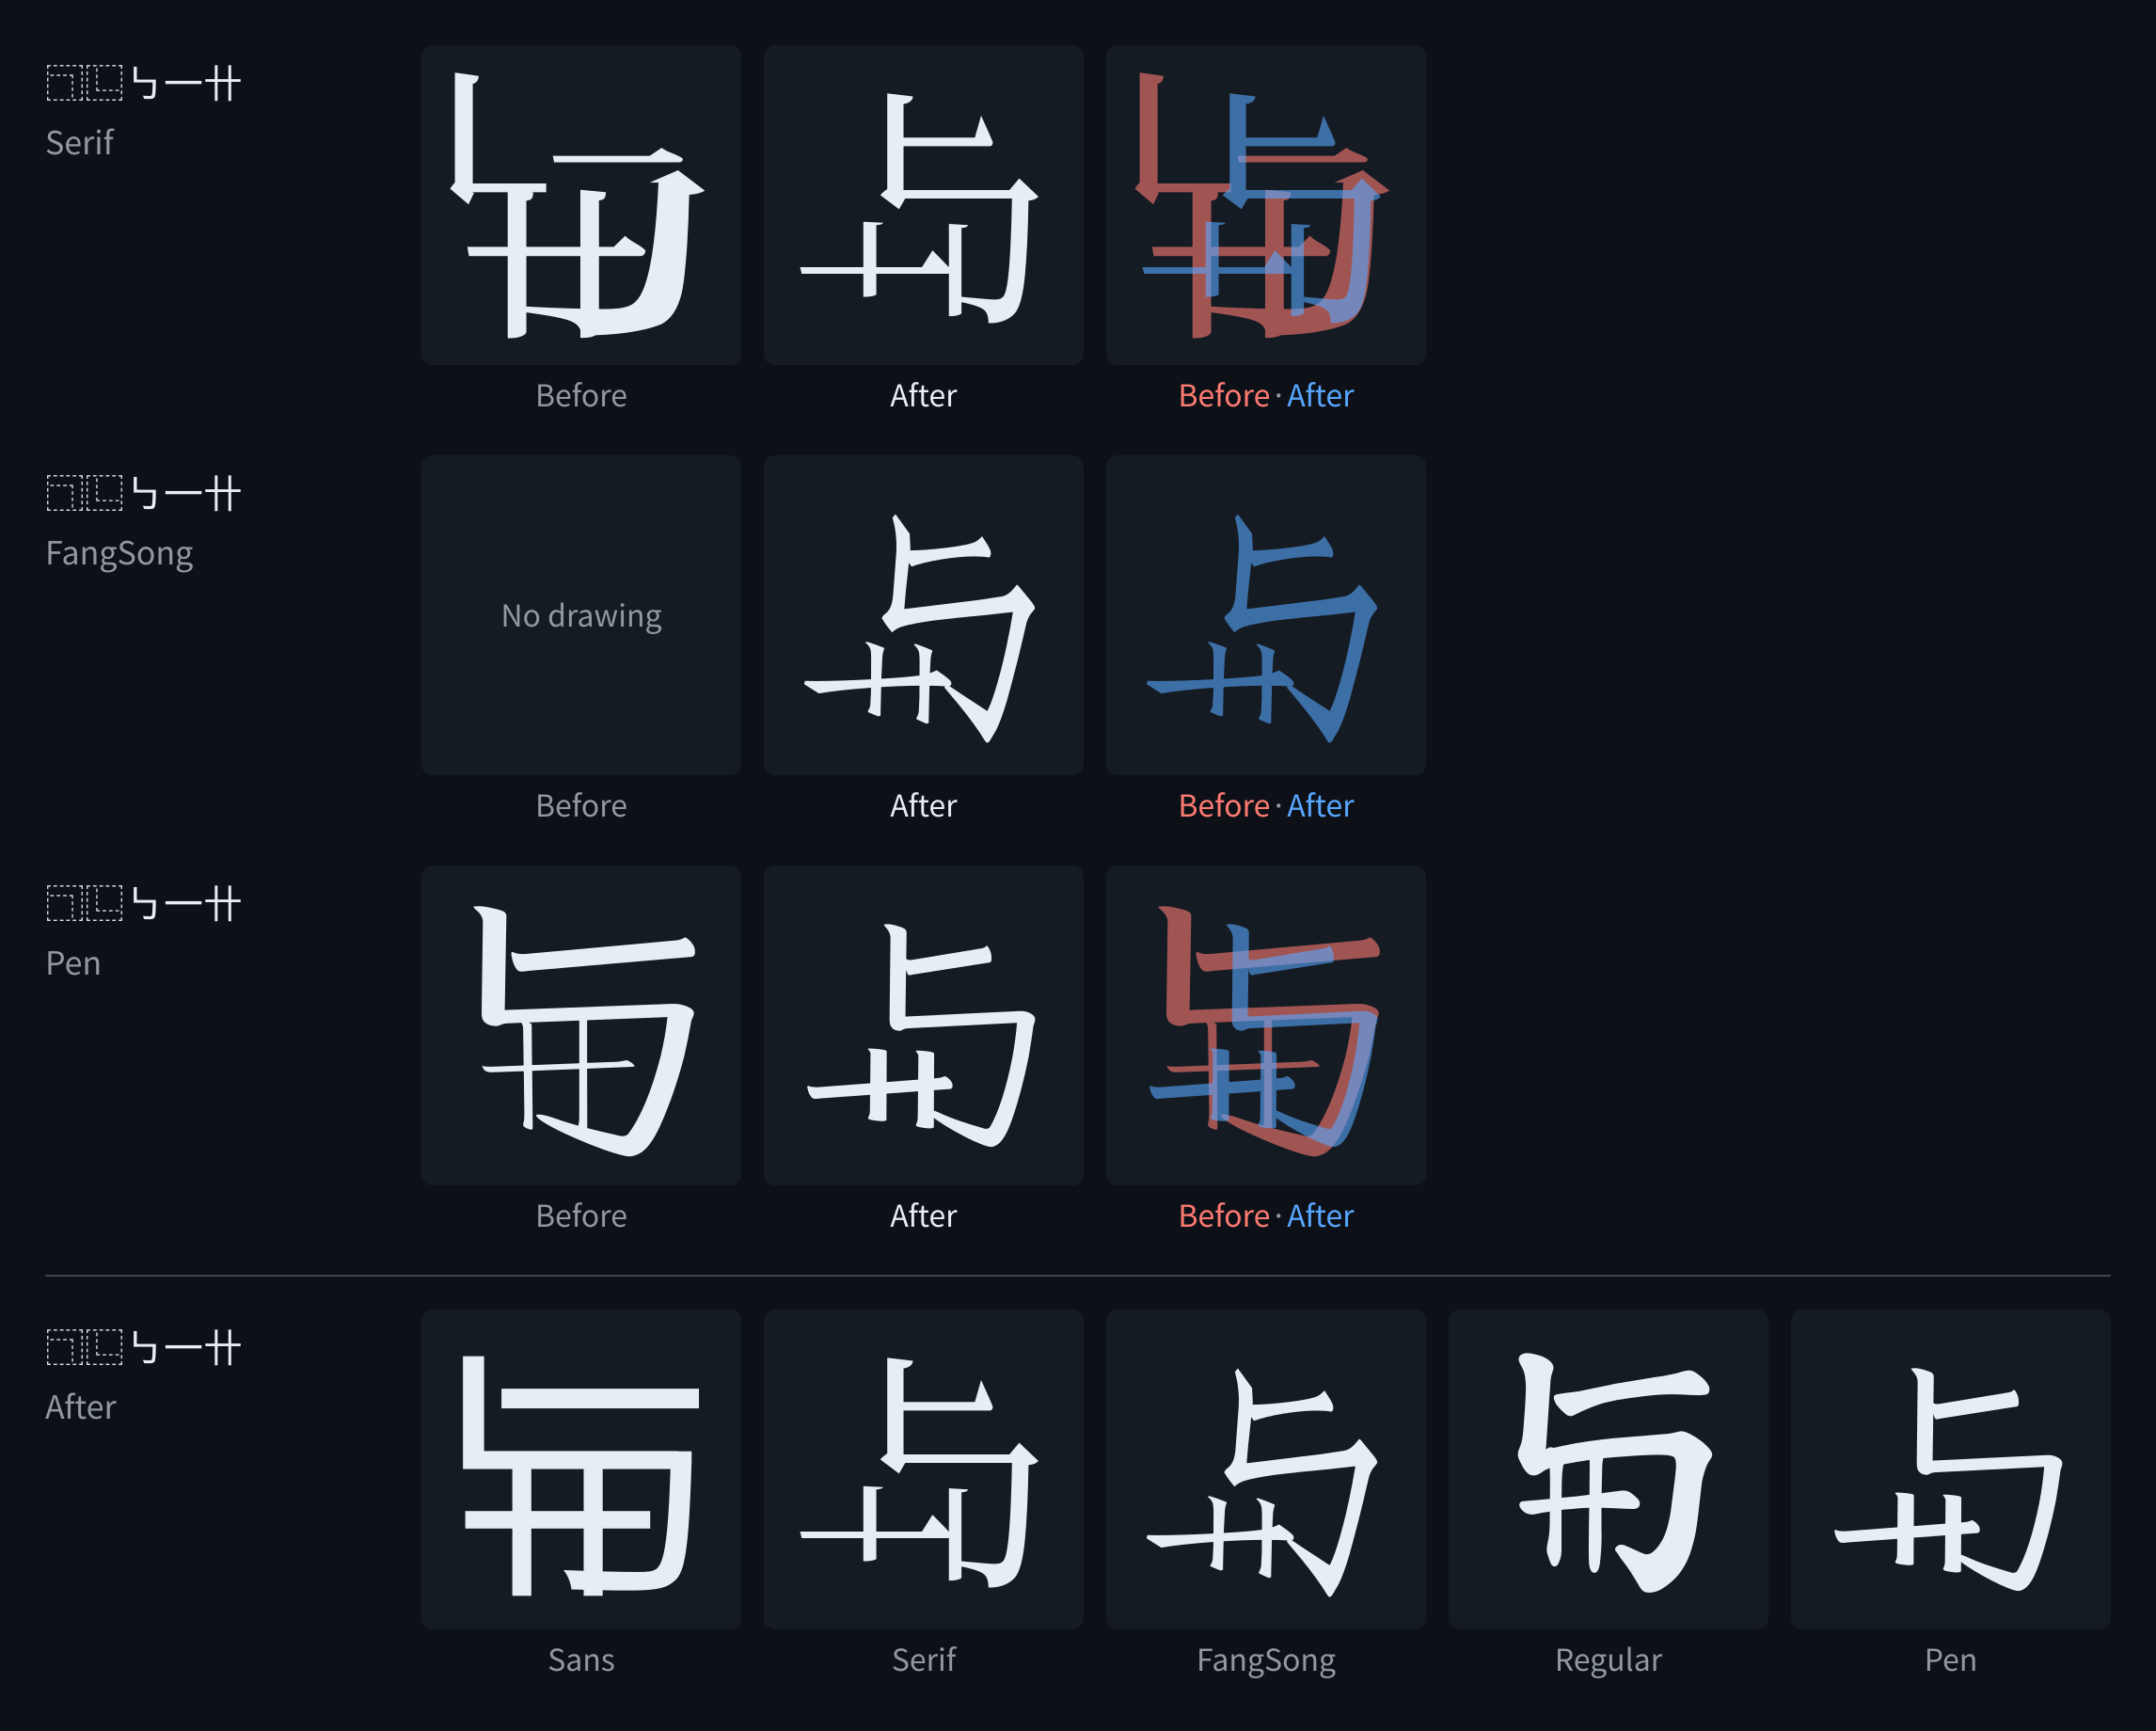 ⿹⿺㇉一卄
Serif
Before
After
Before · After
⿹⿺㇉一卄
FangSong
No drawing
Before
After
Before · After
⿹⿺㇉一卄
Pen
Before
After
Before · After
⿹⿺㇉一卄
After
Sans
Serif
FangSong
Regular
Pen